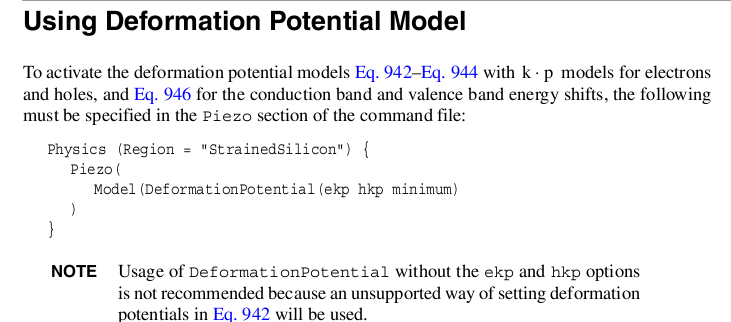 Using Deformation Potential Model
To activate the deformation potential models Eq. 942–Eq. 944 with k · p models for electrons
and holes, and Eq. 946 for the conduction band and valence band energy shifts, the following
must be specified in the Piezo section of the command file:
Physics (Region = "StrainedSilicon") {
Piezo(
Model(DeformationPotential(ekp hkp minimum)
)
}
NOTE Usage of DeformationPotential without the ekp and hkp options
is not recommended because an unsupported way of setting deformation
potentials in Eq. 942 will be used.